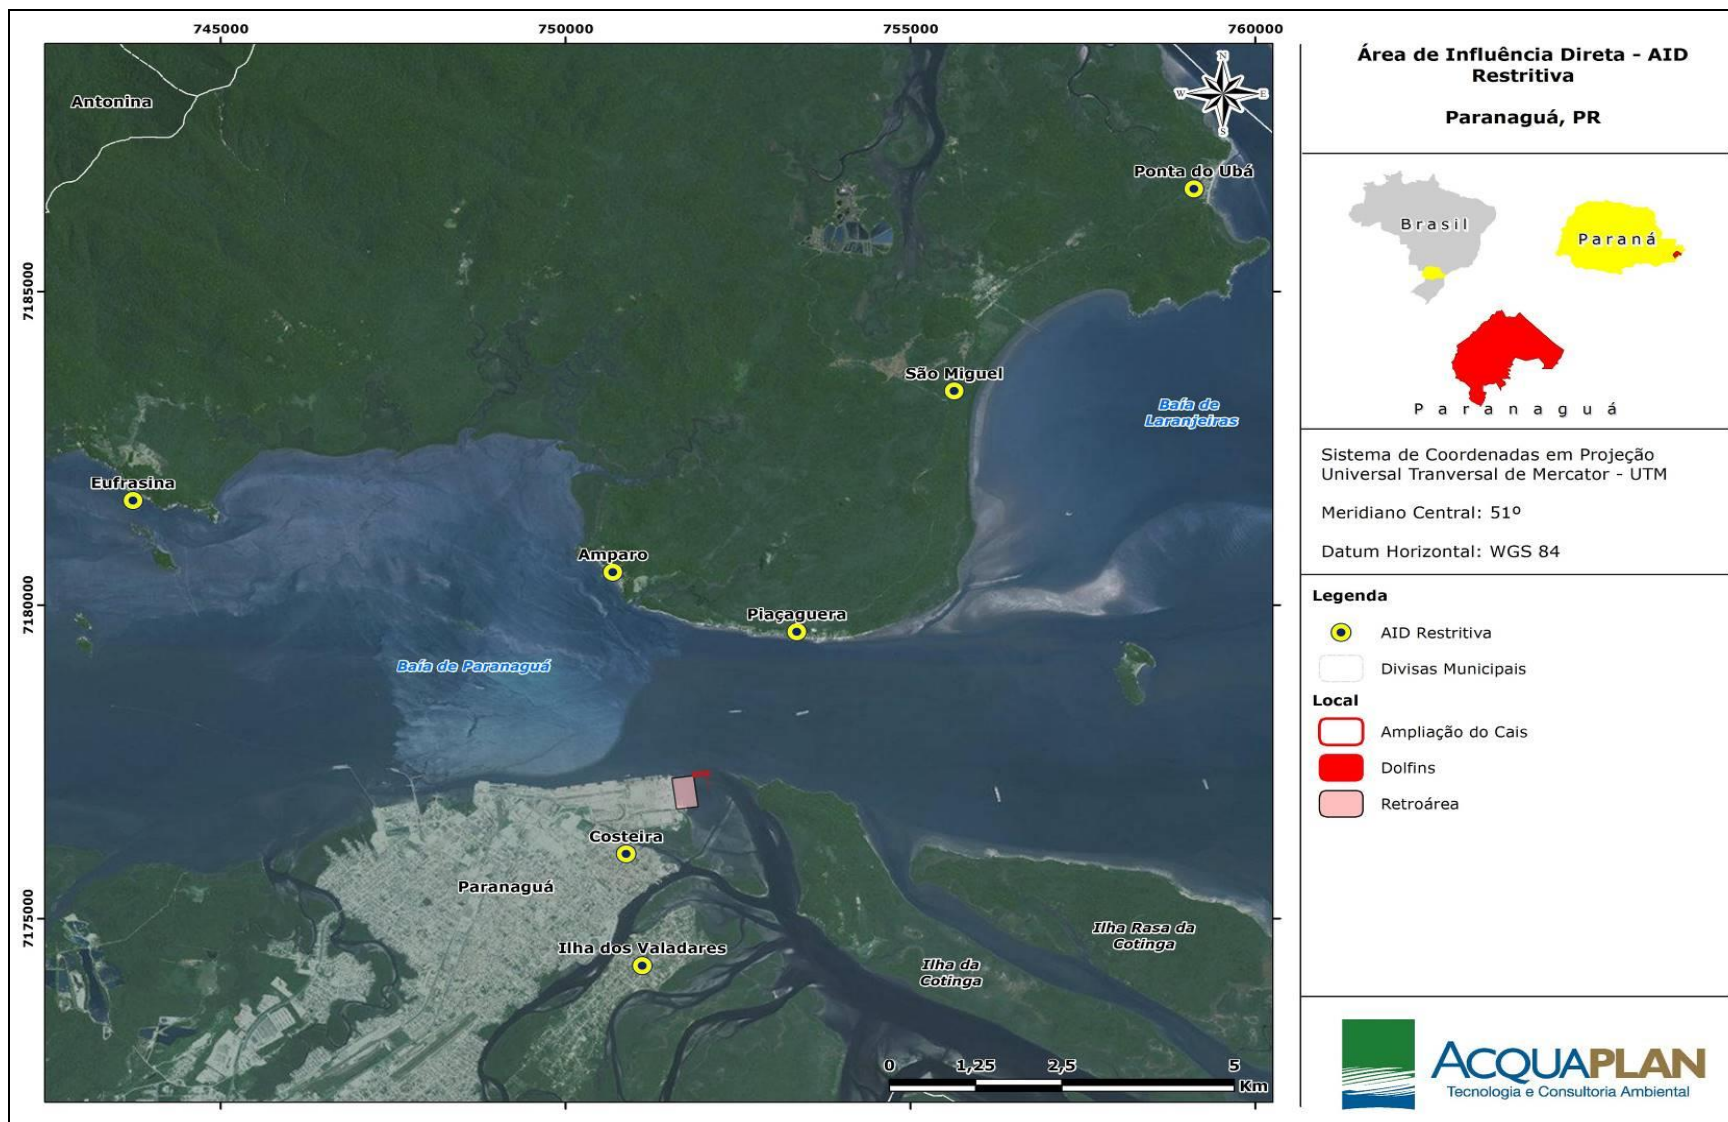 745000
750000
755000
760000
7185000
7180000
7175000
N
W
E
S
Antonina
Ponta do Ubá
São Miguel
Baía de
Laranjeiras
Eufrasina
Amparo
Piaçaguera
Baía de Paranaguá
Costeira
Paranaguá
Ilha dos Valadares
Ilha Rasa da
Cotinga
Ilha da
Cotinga
0 1,25 2,5 5
Km
Área de Influência Direta - AID
Restritiva
Paranaguá, PR
Brasil
Paraná
Paranaguá
Sistema de Coordenadas em Projeção
Universal Tranversal de Mercator - UTM
Meridiano Central: 51º
Datum Horizontal: WGS 84
Legenda
AID Restritiva
Divisas Municipais
Local
Ampliação do Cais
Dolfins
Retroárea
ACQUAPLAN
Tecnologia e Consultoria Ambiental